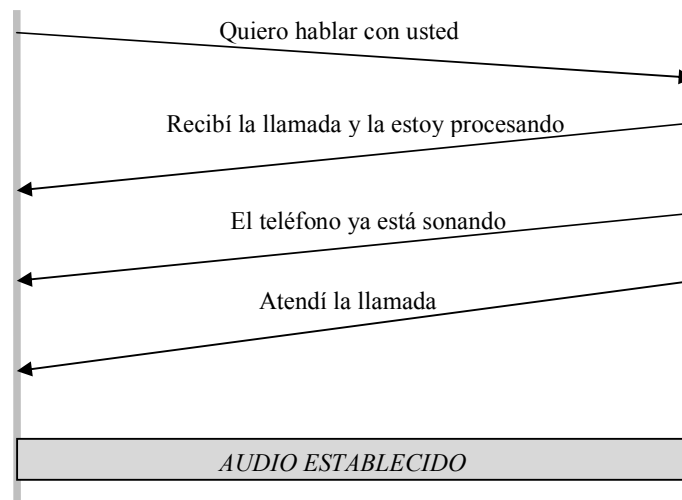 Quiero hablar con usted
Recibí la llamada y la estoy procesando
El teléfono ya está sonando
Atendí la llamada
AUDIO ESTABLECIDO